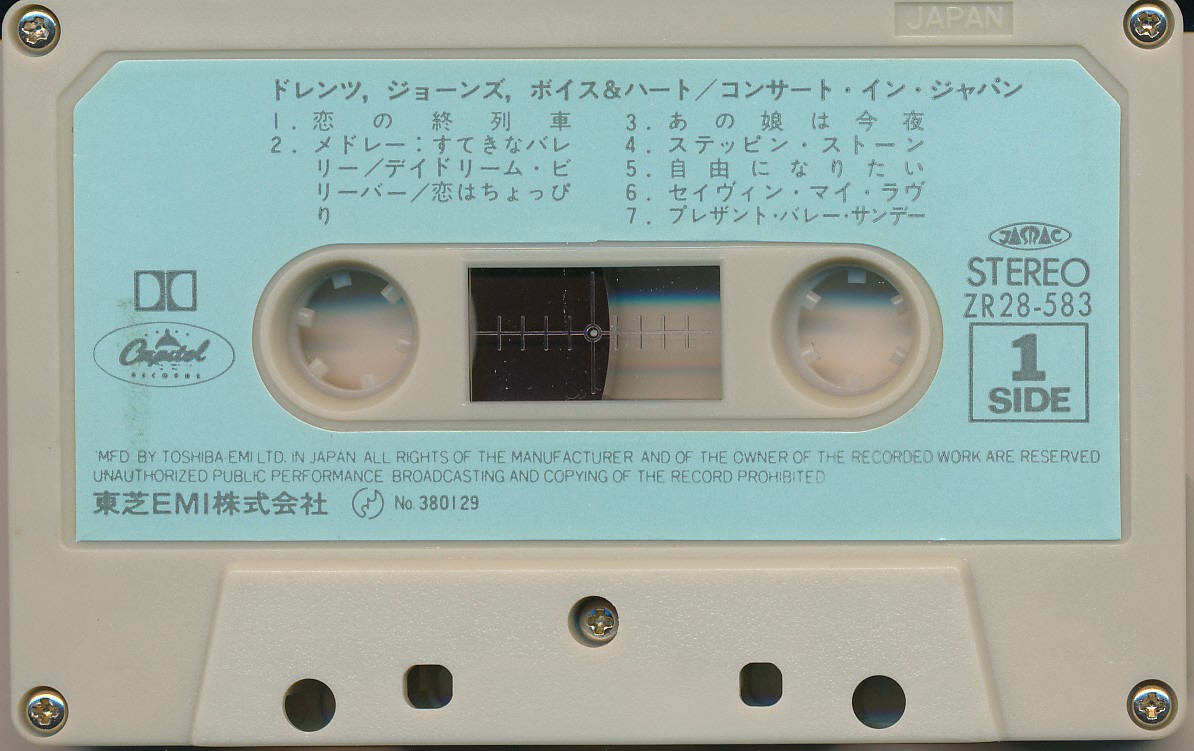 JAPAN
ドレンツ, ジョーンズ, ボイス&ハート／コンサート・イン・ジャパン
1. 恋の終列車
2. メドレー：すてきなバレ
リー／デイドリーム・ビ
リーバー／恋はちょっぴ
り
3. あの娘は今夜
4. ステッピン・ストーン
5. 自由になりたい
6. セイヴィン・マイ・ラヴ
7. プレザント・バレー・サンデー
JASRAC
STEREO
ZR28-583
1
SIDE
Capitol
RECORDS
MFD BY TOSHIBA EMI LTD. IN JAPAN ALL RIGHTS OF THE MANUFACTURER AND OF THE OWNER OF THE RECORDED WORK ARE RESERVED
UNAUTHORIZED PUBLIC PERFORMANCE BROADCASTING AND COPYING OF THE RECORD PROHIBITED
東芝EMI株式会社 No. 380129